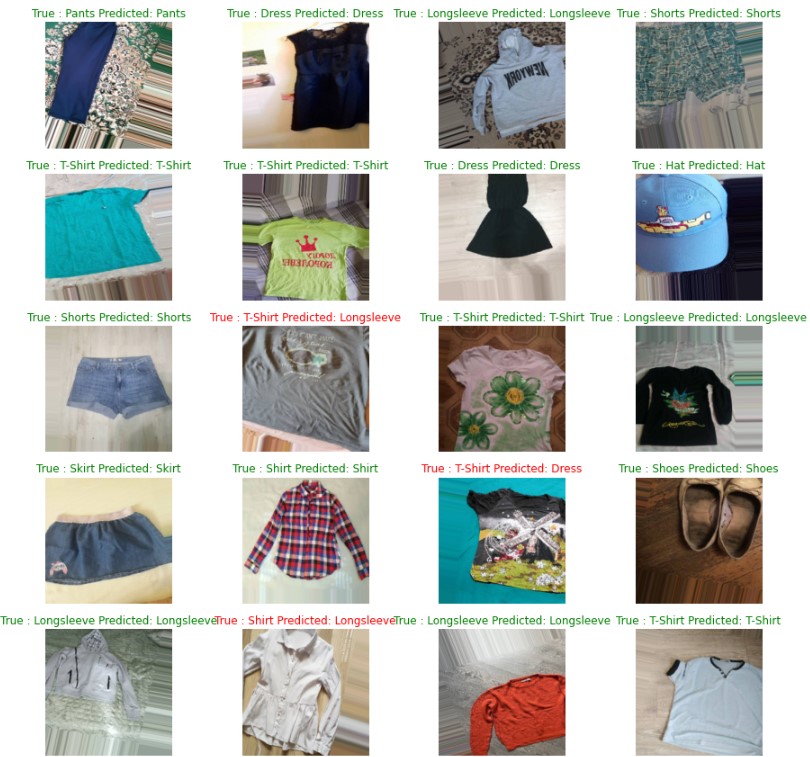 True : Pants Predicted: Pants
True : Dress Predicted: Dress
True : Longsleeve Predicted: Longsleeve
True : Shorts Predicted: Shorts
NEWYORK
True : T-Shirt Predicted: T-Shirt
True : T-Shirt Predicted: T-Shirt
True : Dress Predicted: Dress
True : Hat Predicted: Hat
True : Shorts Predicted: Shorts
True : T-Shirt Predicted: Longsleeve
True : T-Shirt Predicted: T-Shirt
True : Longsleeve Predicted: Longsleeve
True : Skirt Predicted: Skirt
True : Shirt Predicted: Shirt
True : T-Shirt Predicted: Dress
True : Shoes Predicted: Shoes
True : Longsleeve Predicted: Longsleeve
True : Shirt Predicted: Longsleeve
True : Longsleeve Predicted: Longsleeve
True : T-Shirt Predicted: T-Shirt